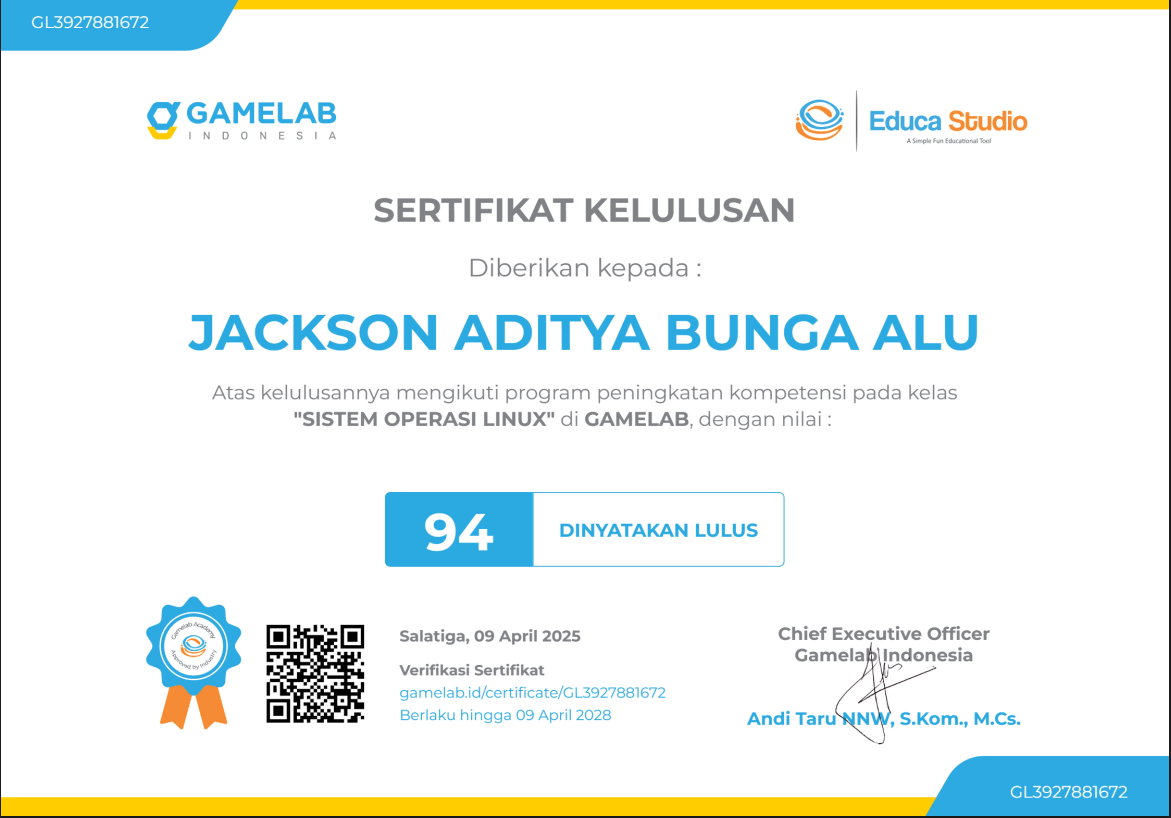 GL3927881672
GAMELAB
INDONESIA
Educa Studio
A Simple Fun Educational Tool
SERTIFIKAT KELULUSAN
Diberikan kepada :
JACKSON ADITYA BUNGA ALU
Atas kelulusannya mengikuti program peningkatan kompetensi pada kelas
"SISTEM OPERASI LINUX" di GAMELAB, dengan nilai :
94
DINYATAKAN LULUS
Gamelab Academy
Approved by Industry
Salatiga, 09 April 2025
Verifikasi Sertifikat
gamelab.id/certificate/GL3927881672
Berlaku hingga 09 April 2028
Chief Executive Officer
Gamelab Indonesia
Andi Taru NNW, S.Kom., M.Cs.
GL3927881672